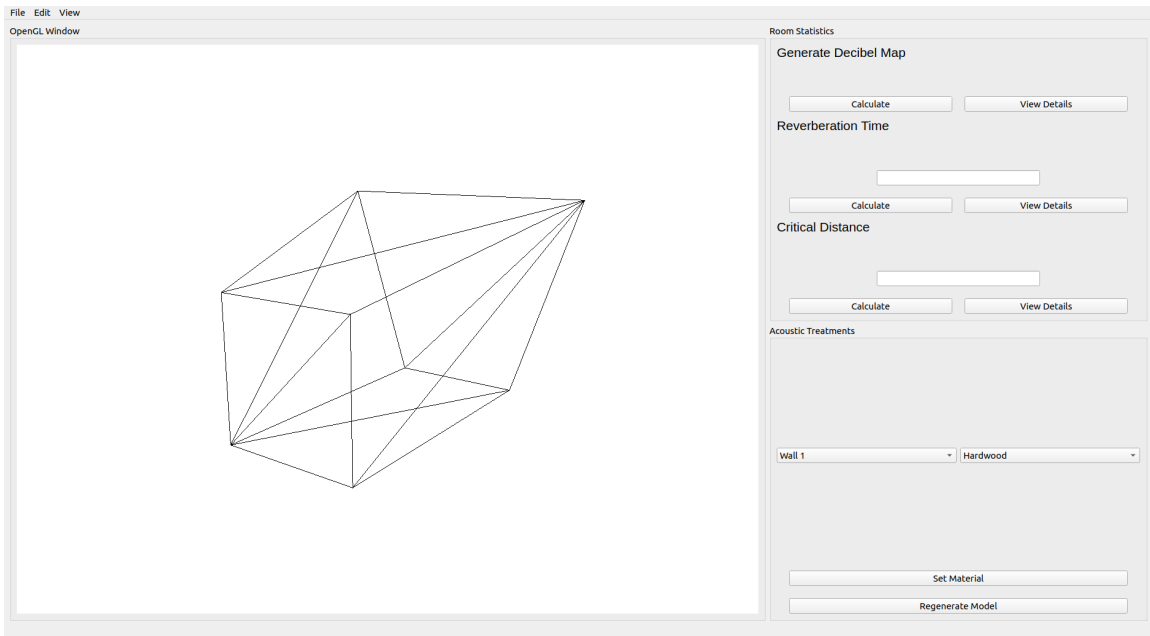 File Edit View
OpenGL Window
Room Statistics
Generate Decibel Map
Calculate View Details
Reverberation Time
Calculate View Details
Critical Distance
Calculate View Details
Acoustic Treatments
Wall 1 Hardwood
Set Material
Regenerate Model